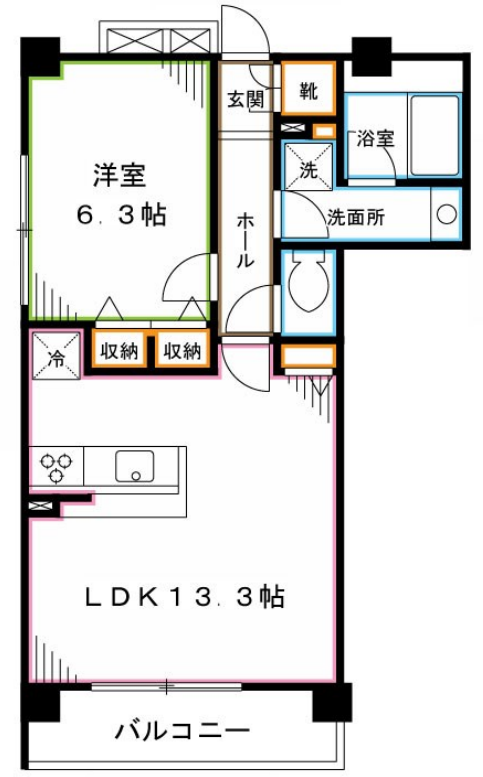 玄関
靴
浴室
洋室
6.3帖
洗
洗面所
ホール
冷
収納
収納
LDK13.3帖
バルコニー